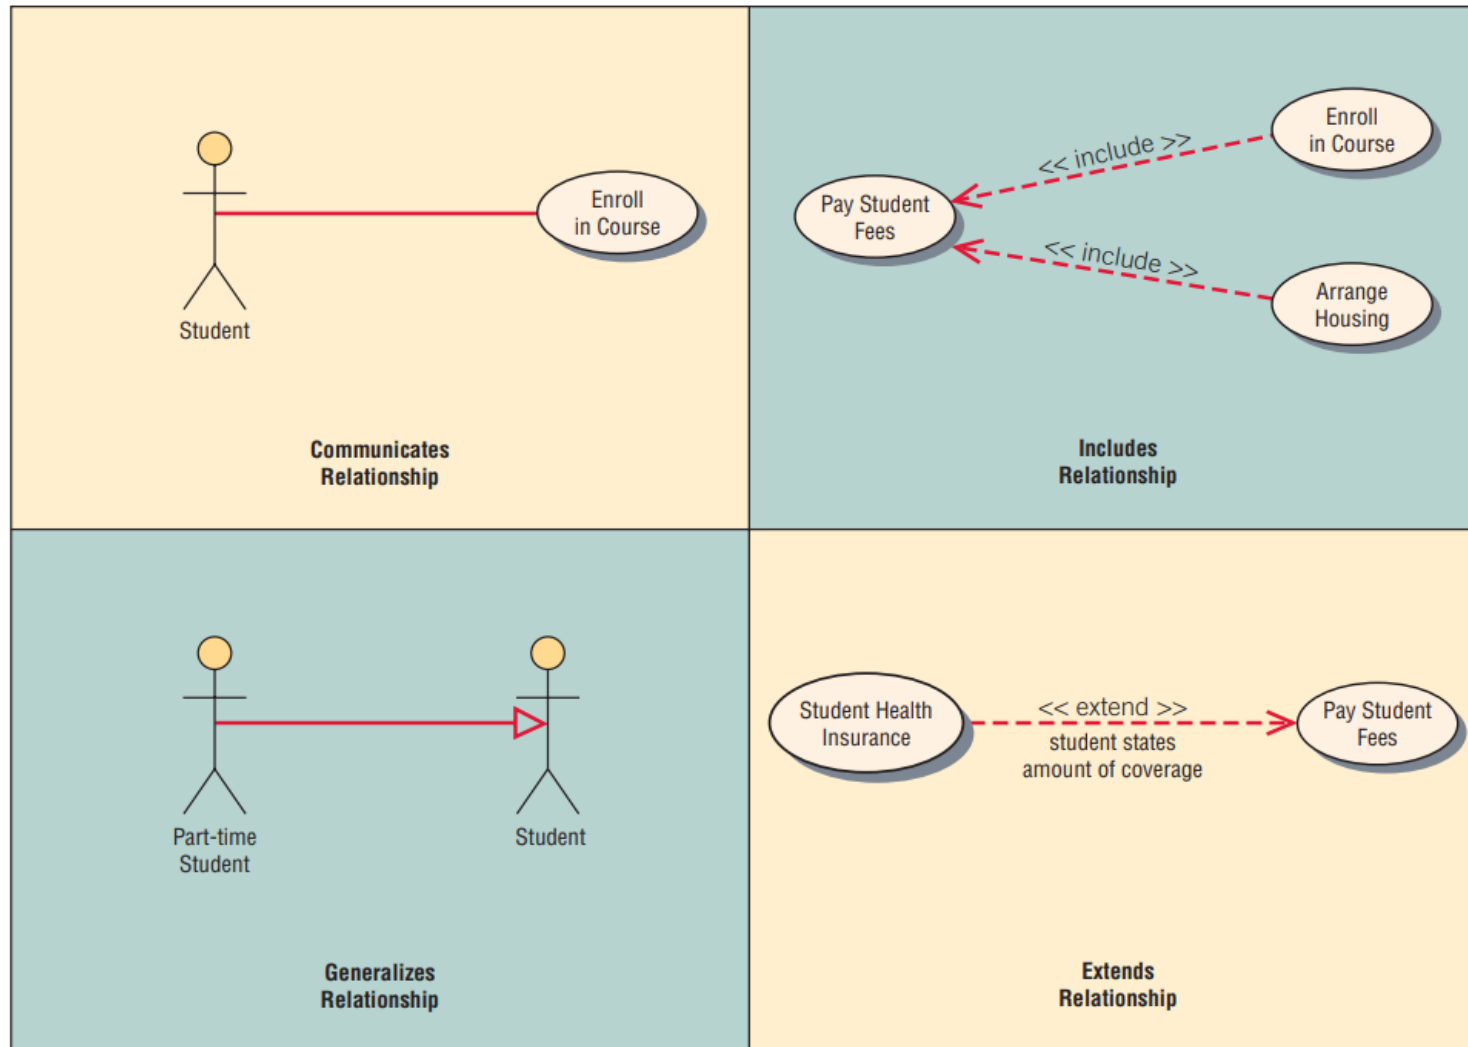 Student
Enroll
in Course
Communicates
Relationship
Pay Student
Fees
<< include >>
Enroll
in Course
<< include >>
Arrange
Housing
Includes
Relationship
Part-time
Student
Student
Generalizes
Relationship
Student Health
Insurance
<< extend >>
student states
amount of coverage
Pay Student
Fees
Extends
Relationship